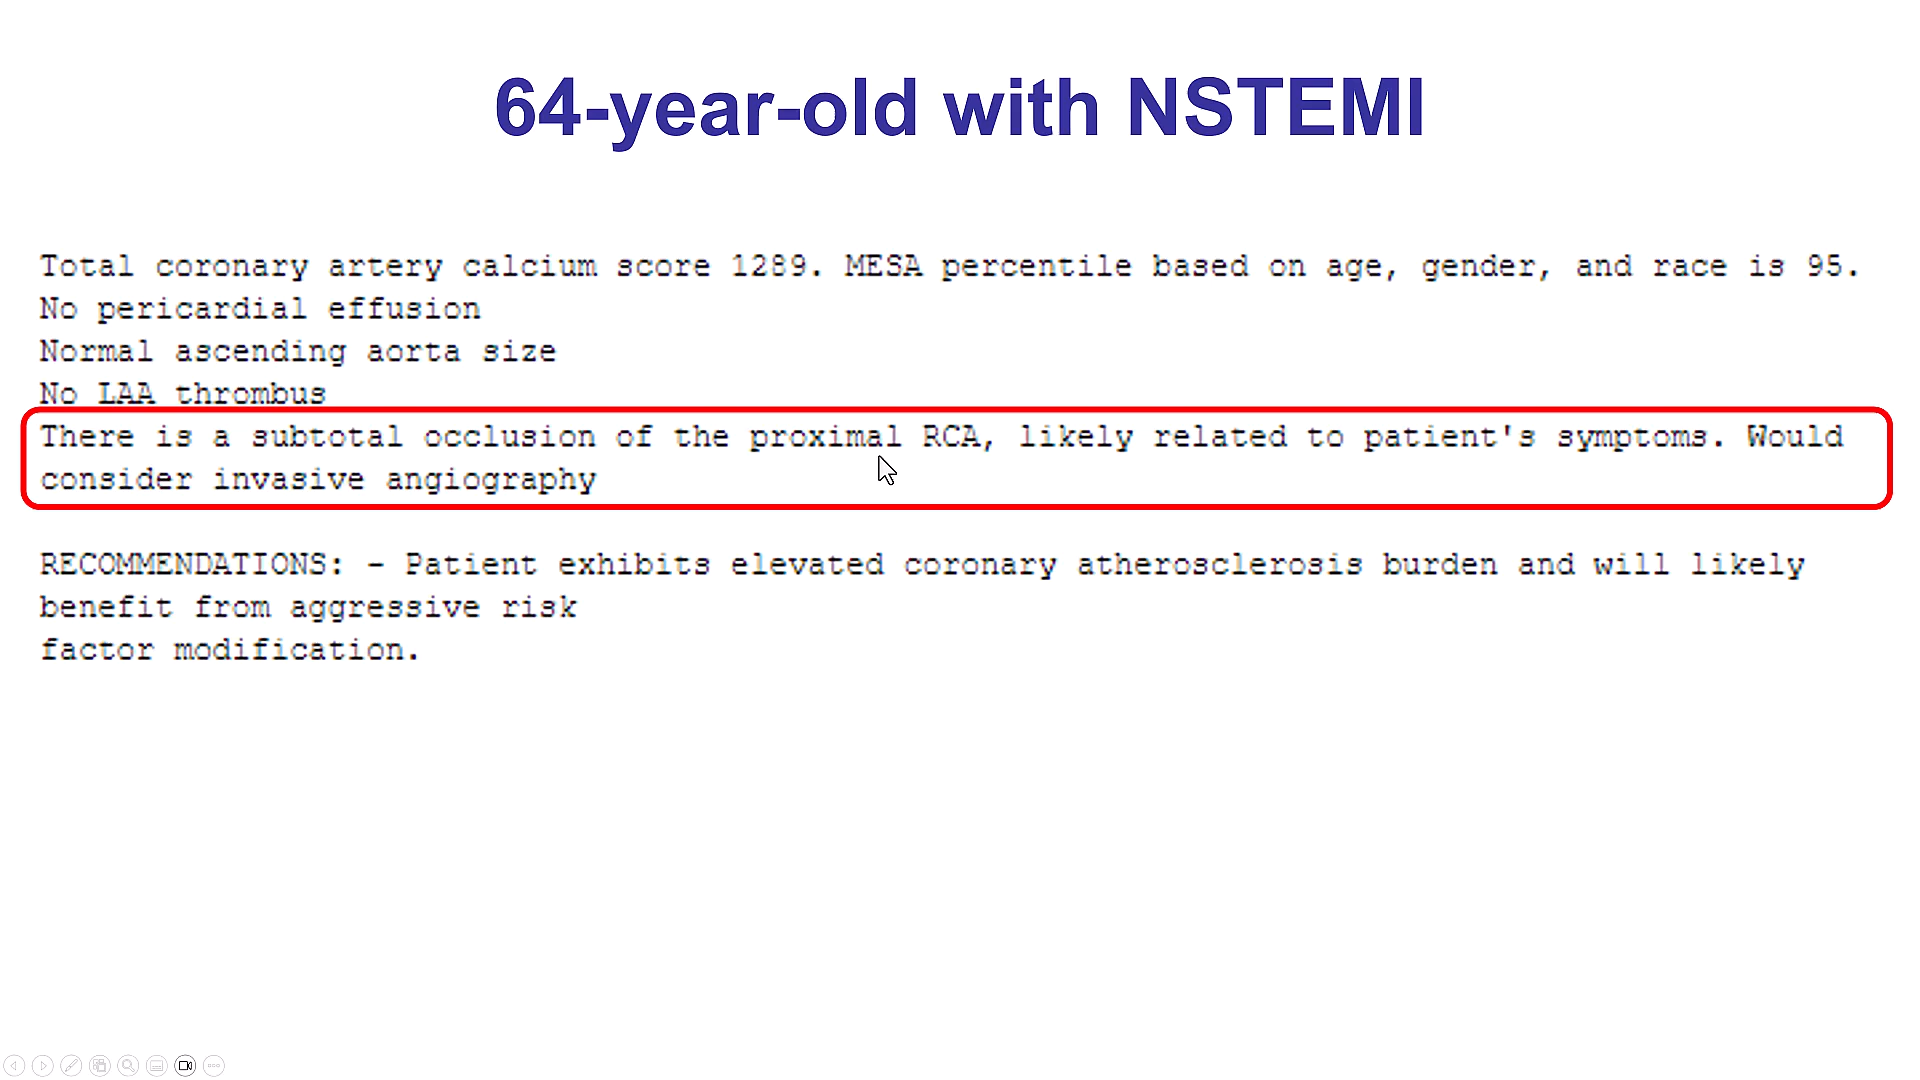 64-year-old with NSTEMI
Total coronary artery calcium score 1289. MESA percentile based on age, gender, and race is 95.
No pericardial effusion
Normal ascending aorta size
No LAA thrombus
There is a subtotal occlusion of the proximal RCA, likely related to patient's symptoms. Would
consider invasive angiography
RECOMMENDATIONS: - Patient exhibits elevated coronary atherosclerosis burden and will likely
benefit from aggressive risk
factor modification.